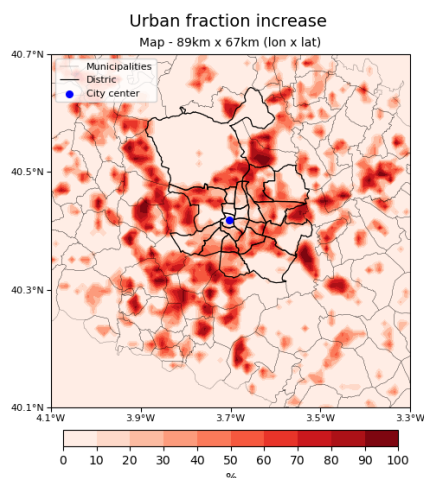 Urban fraction increase
Map - 89km x 67km (lon x lat)
40.7°N
Municipalities
Distric
City center
40.5°N
40.3°N
40.1°N
4.1°W 3.9°W 3.7°W 3.5°W 3.3°W
0 10 20 30 40 50 60 70 80 90 100
%